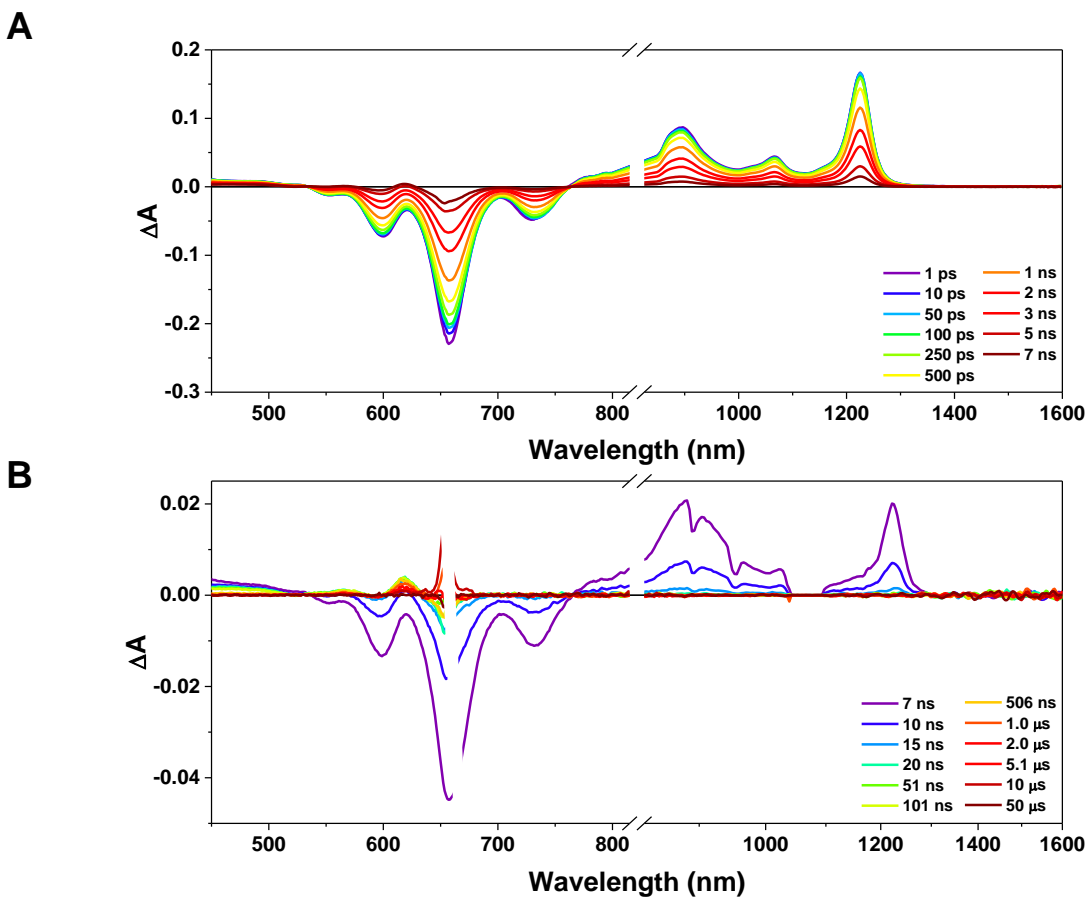 A
0.2
0.1
0.0
-0.1
-0.2
-0.3
ΔA
1 ps
10 ps
50 ps
100 ps
250 ps
500 ps
1 ns
2 ns
3 ns
5 ns
7 ns
500 600 700 800 1000 1200 1400 1600
Wavelength (nm)
B
0.02
0.00
-0.02
-0.04
ΔA
7 ns
10 ns
15 ns
20 ns
51 ns
101 ns
506 ns
1.0 μs
2.0 μs
5.1 μs
10 μs
50 μs
500 600 700 800 1000 1200 1400 1600
Wavelength (nm)